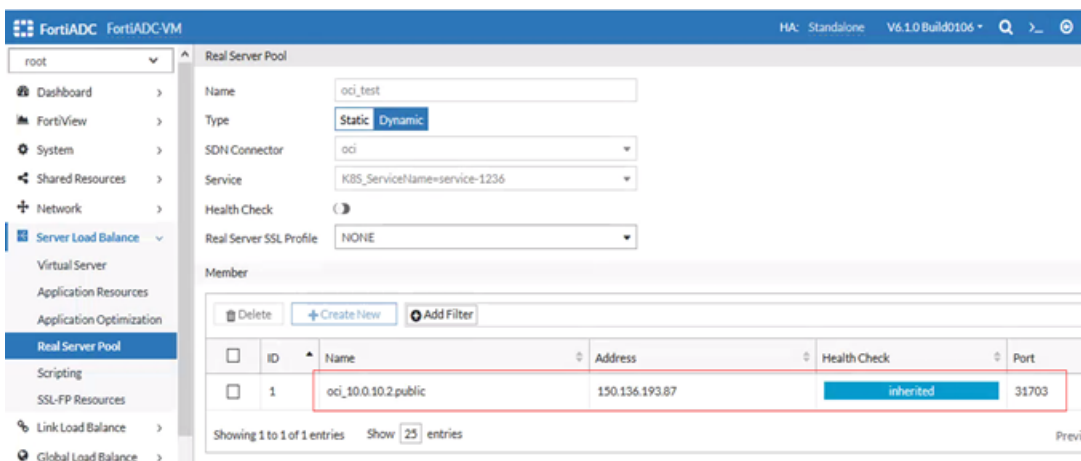 FortiADC FortiADC-VM HA: Standalone V6.1.0 Build0106
root
Dashboard
FortiView
System
Shared Resources
Network
Server Load Balance
Virtual Server
Application Resources
Application Optimization
Real Server Pool
Scripting
SSL-FP Resources
Link Load Balance
Global Load Balance
Real Server Pool
Name oci_test
Type Static Dynamic
SDN Connector oci
Service K8S_ServiceName=service-1236
Health Check
Real Server SSL Profile NONE
Member
Delete +Create New Add Filter
ID Name Address Health Check Port
1 oci_10.0.10.2.public 150.136.193.87 inherited 31703
Showing 1 to 1 of 1 entries Show 25 entries Previ